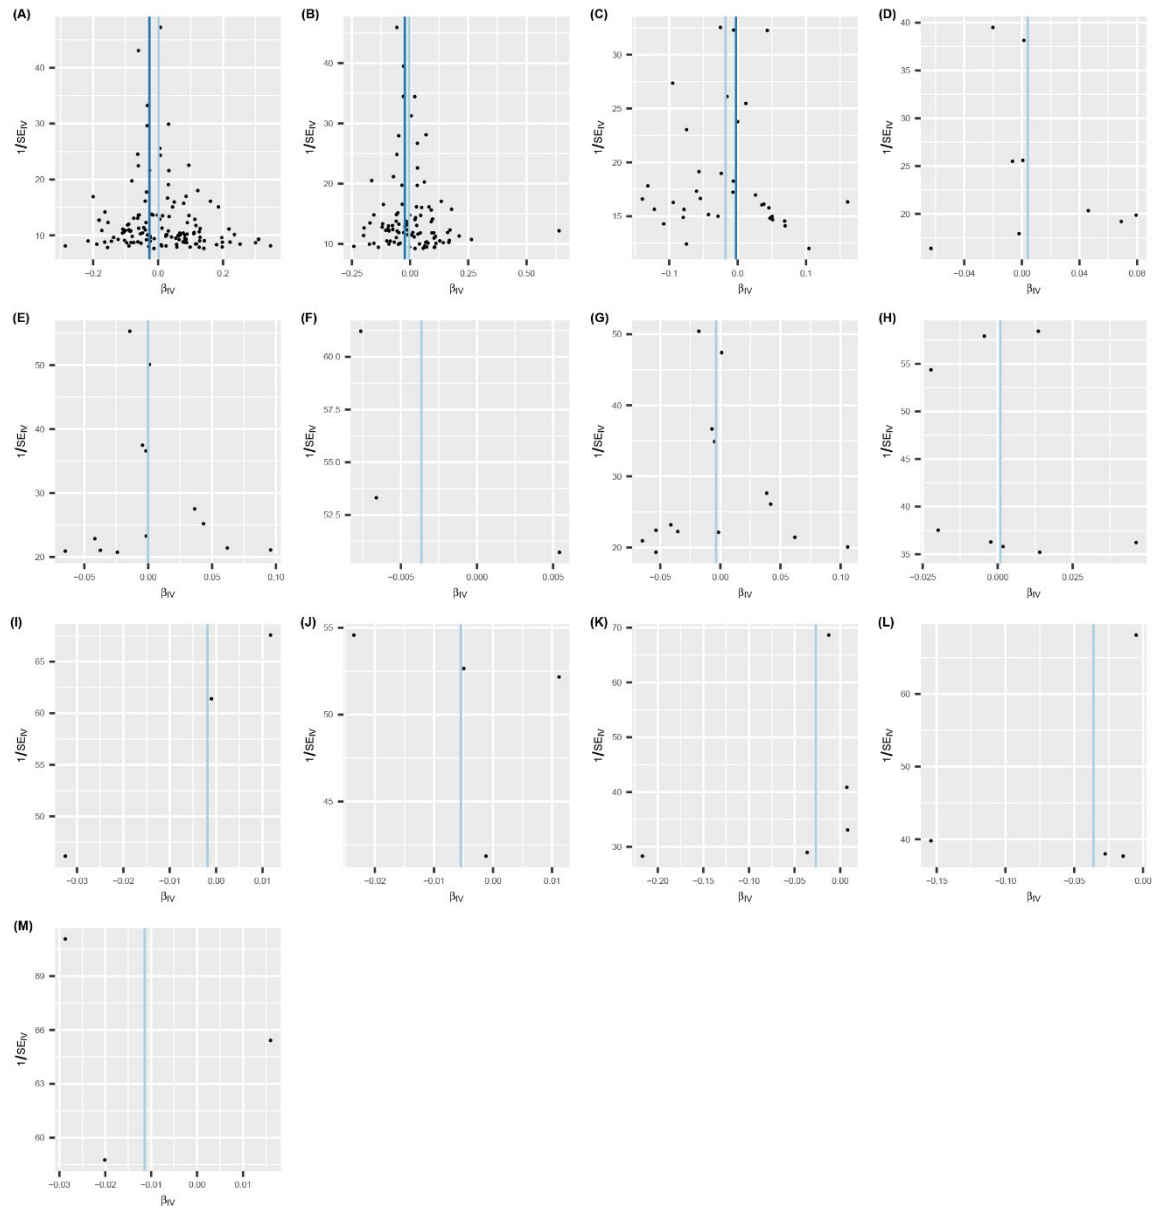 (A) (B) (C) (D)
40
30
20
10
1/SE_IV
−0.2 0.0 0.2
β_IV
40
30
20
10
1/SE_IV
−0.25 0.00 0.25 0.50
β_IV
30
25
20
15
1/SE_IV
−0.1 0.0 0.1
β_IV
40
35
30
25
20
1/SE_IV
−0.04 0.00 0.04 0.08
β_IV
(E) (F) (G) (H)
50
40
30
20
1/SE_IV
−0.05 0.00 0.05 0.10
β_IV
60.0
57.5
55.0
52.5
1/SE_IV
−0.005 0.000 0.005
β_IV
50
40
30
20
1/SE_IV
−0.05 0.00 0.05 0.10
β_IV
55
50
45
40
35
1/SE_IV
−0.025 0.000 0.025
β_IV
(I) (J) (K) (L)
65
60
55
50
1/SE_IV
−0.03 −0.02 −0.01 0.00 0.01
β_IV
55
50
45
1/SE_IV
−0.02 −0.01 0.00 0.01
β_IV
70
60
50
40
30
1/SE_IV
−0.20 −0.15 −0.10 −0.05 0.00
β_IV
60
50
40
1/SE_IV
−0.15 −0.10 −0.05 0.00
β_IV
(M)
69
66
63
60
1/SE_IV
−0.03 −0.02 −0.01 0.00 0.01
β_IV